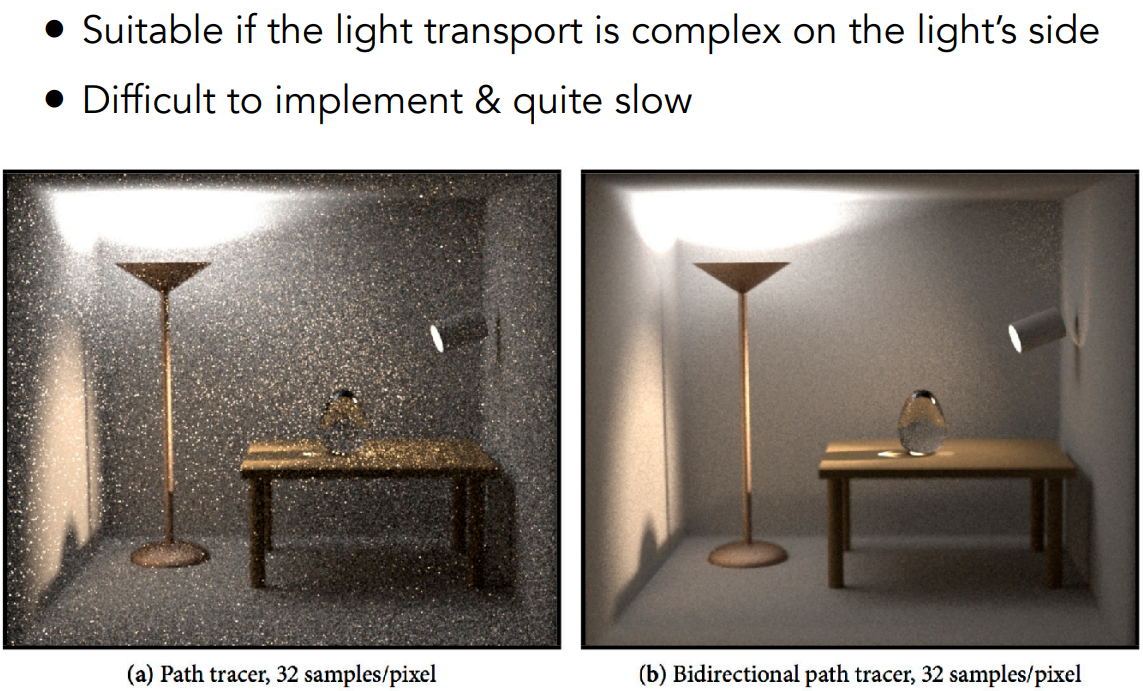 • Suitable if the light transport is complex on the light’s side
• Difficult to implement & quite slow
(a) Path tracer, 32 samples/pixel
(b) Bidirectional path tracer, 32 samples/pixel